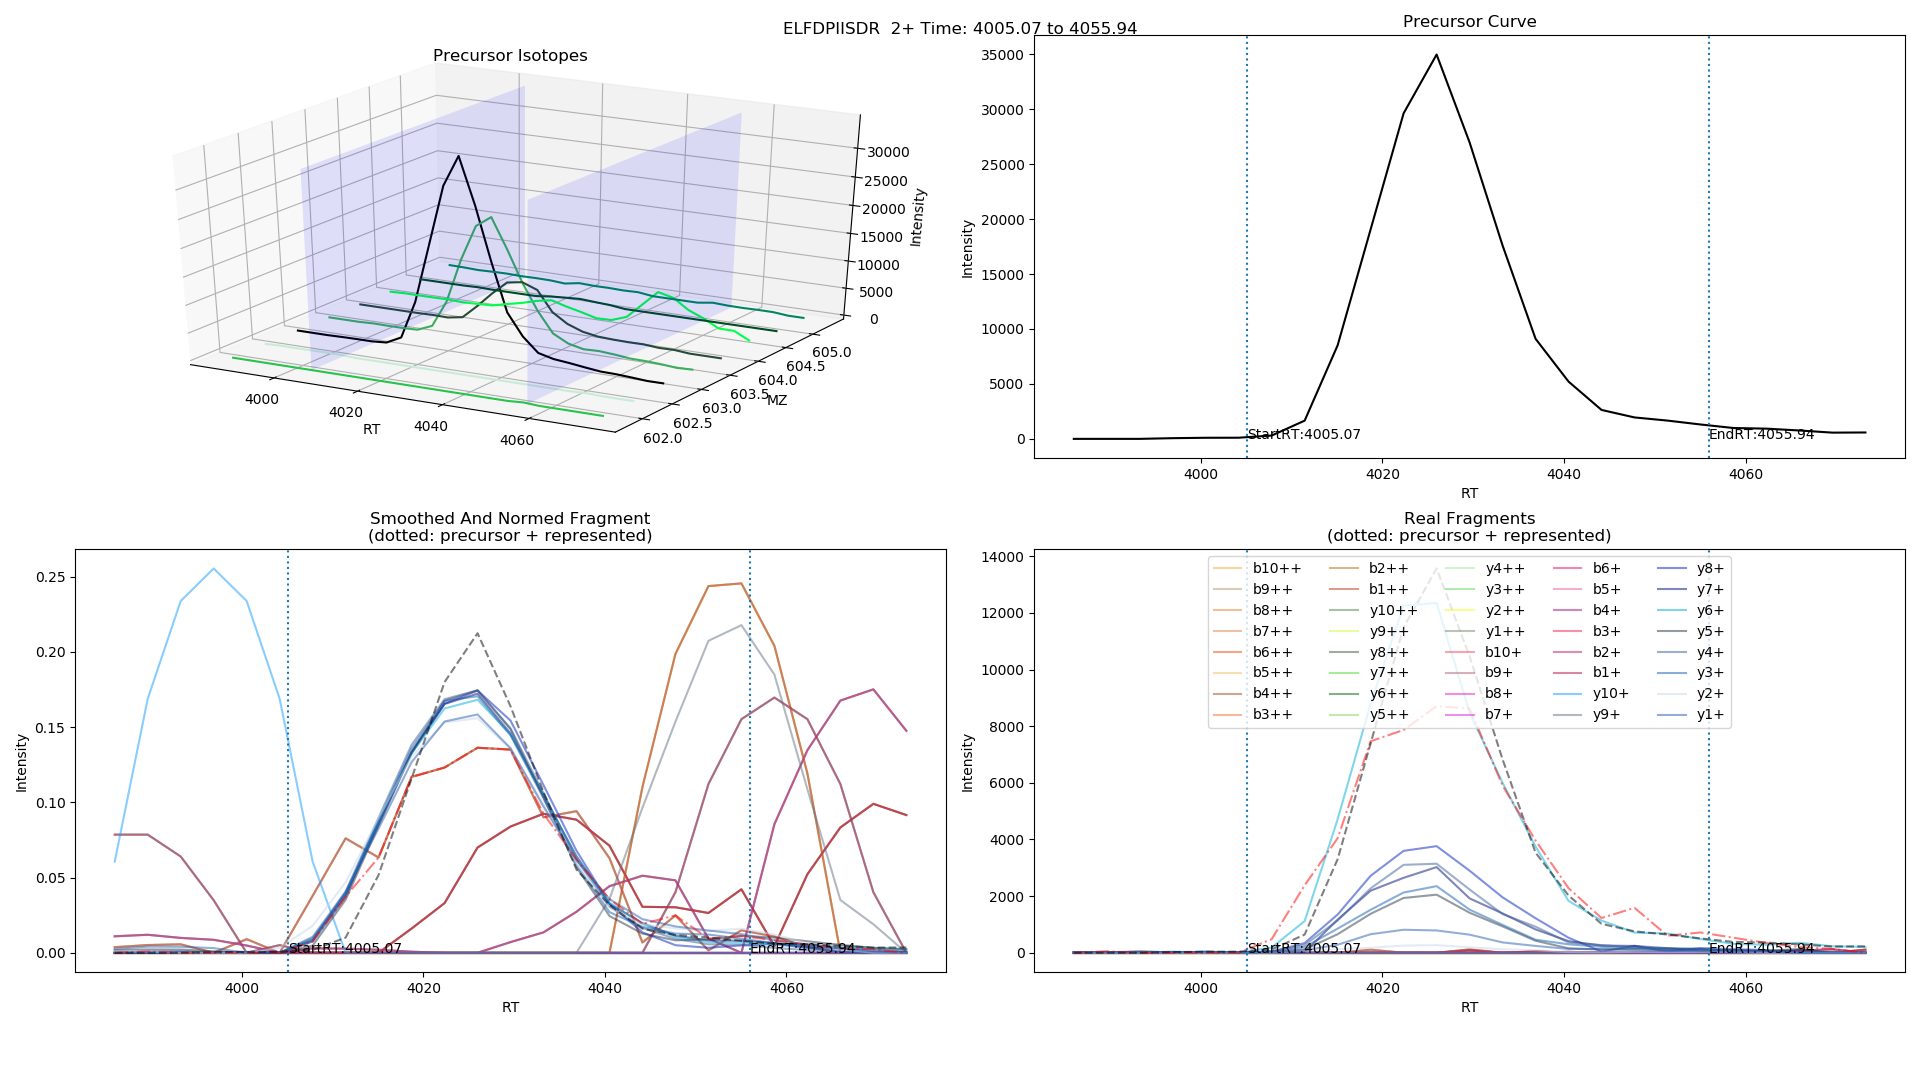 ELFDPIISDR  2+ Time: 4005.07 to 4055.94
Precursor Isotopes
30000
25000
20000
15000
10000
5000
0
Intensity
4000
4020
4040
4060
RT
602.0
602.5
603.0
603.5
604.0
604.5
605.0
MZ
Precursor Curve
35000
30000
25000
20000
15000
10000
5000
0
Intensity
StartRT:4005.07
EndRT:4055.94
4000
4020
4040
4060
RT
Smoothed And Normed Fragment
(dotted: precursor + represented)
0.25
0.20
0.15
0.10
0.05
0.00
Intensity
StartRT:4005.07
EndRT:4055.94
4000
4020
4040
4060
RT
Real Fragments
(dotted: precursor + represented)
14000
12000
10000
8000
6000
4000
2000
0
Intensity
b10++
b9++
b8++
b7++
b6++
b5++
b4++
b3++
b2++
b1++
y10++
y9++
y8++
y7++
y6++
y5++
y4++
y3++
y2++
y1++
b10+
b9+
b8+
b7+
b6+
b5+
b4+
b3+
b2+
b1+
y10+
y9+
y8+
y7+
y6+
y5+
y4+
y3+
y2+
y1+
StartRT:4005.07
EndRT:4055.94
4000
4020
4040
4060
RT